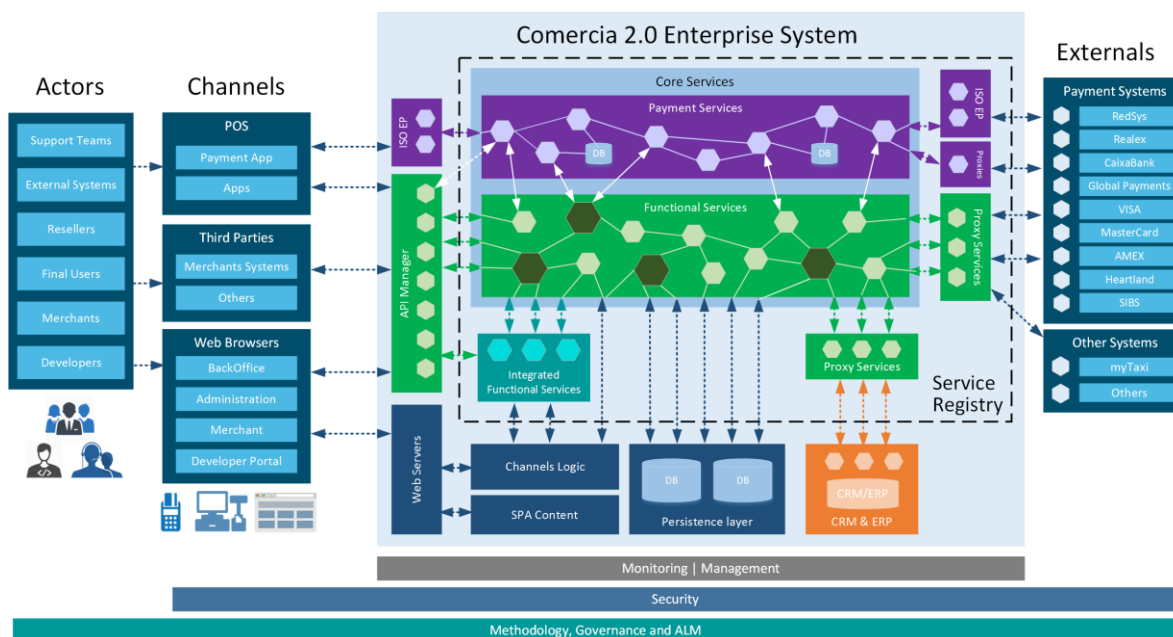 Comercia 2.0 Enterprise System
Actors
Support Teams
External Systems
Resellers
Final Users
Merchants
Developers
Channels
POS
Payment App
Apps
Third Parties
Merchants Systems
Others
Web Browsers
BackOffice
Administration
Merchant
Developer Portal
ISO EP
API Manager
Web Servers
Core Services
Payment Services
DB
DB
Functional Services
Integrated
Functional Services
Proxy Services
Service
Registry
Channels Logic
SPA Content
DB
DB
Persistence layer
CRM/ERP
CRM & ERP
ISO EP
Proxies
Proxy Services
Externals
Payment Systems
RedSys
Realex
CaixaBank
Global Payments
VISA
MasterCard
AMEX
Heartland
SIBS
Other Systems
myTaxi
Others
Monitoring | Management
Security
Methodology, Governance and ALM